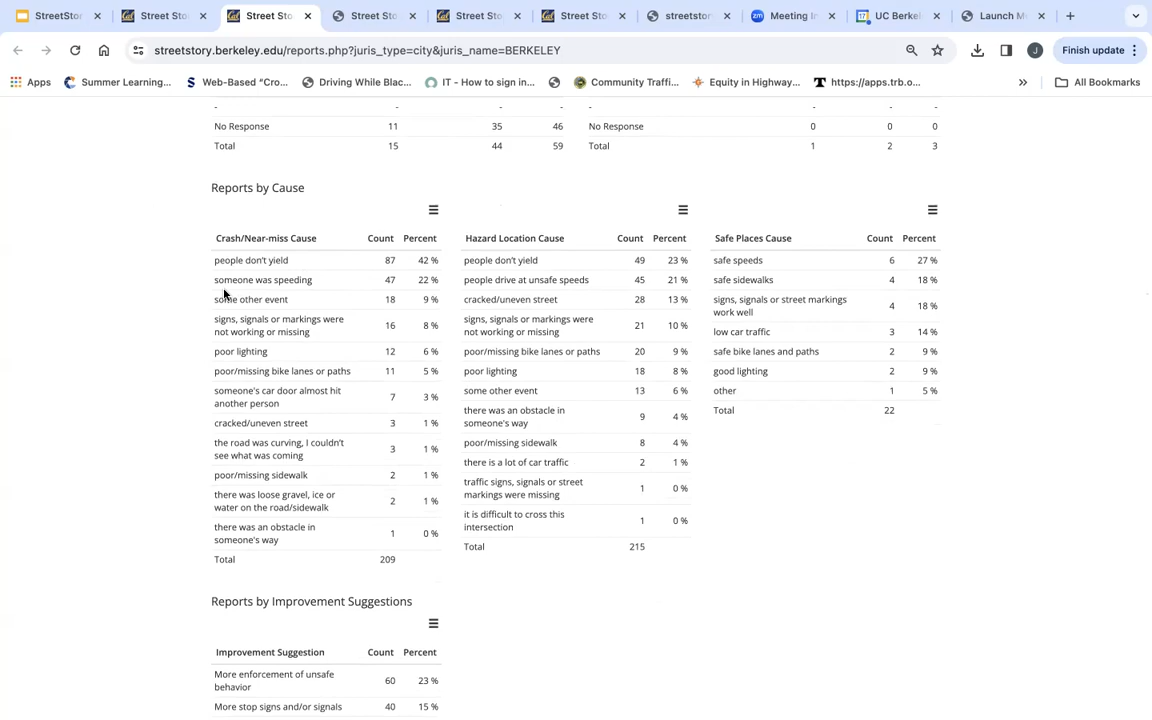 StreetStor
Street Sto
Street Sto
Street Sto
Street Sto
Street Sto
streetstor
zm Meeting i
17 UC Berkel
Launch M
streetstory.berkeley.edu/reports.php?juris_type=city&juris_name=BERKELEY
J
Finish update
Apps
Summer Learning...
S Web-Based “Cro...
Driving While Blac...
IT - How to sign in...
Community Traffi...
Equity in Highway...
T https://apps.trb.o...
»
All Bookmarks
- - - - - - - -
No Response 11 35 46 No Response 0 0 0
Total 15 44 59 Total 1 2 3
Reports by Cause
Crash/Near-miss Cause Count Percent
people don’t yield 87 42 %
someone was speeding 47 22 %
some other event 18 9 %
signs, signals or markings were
not working or missing 16 8 %
poor lighting 12 6 %
poor/missing bike lanes or paths 11 5 %
someone's car door almost hit
another person 7 3 %
cracked/uneven street 3 1 %
the road was curving, I couldn’t
see what was coming 3 1 %
poor/missing sidewalk 2 1 %
there was loose gravel, ice or
water on the road/sidewalk 2 1 %
there was an obstacle in
someone's way 1 0 %
Total 209
Hazard Location Cause Count Percent
people don’t yield 49 23 %
people drive at unsafe speeds 45 21 %
cracked/uneven street 28 13 %
signs, signals or markings were
not working or missing 21 10 %
poor/missing bike lanes or paths 20 9 %
poor lighting 18 8 %
some other event 13 6 %
there was an obstacle in
someone's way 9 4 %
poor/missing sidewalk 8 4 %
there is a lot of car traffic 2 1 %
traffic signs, signals or street
markings were missing 1 0 %
it is difficult to cross this
intersection 1 0 %
Total 215
Safe Places Cause Count Percent
safe speeds 6 27 %
safe sidewalks 4 18 %
signs, signals or street markings
work well 4 18 %
low car traffic 3 14 %
safe bike lanes and paths 2 9 %
good lighting 2 9 %
other 1 5 %
Total 22
Reports by Improvement Suggestions
Improvement Suggestion Count Percent
More enforcement of unsafe
behavior 60 23 %
More stop signs and/or signals 40 15 %